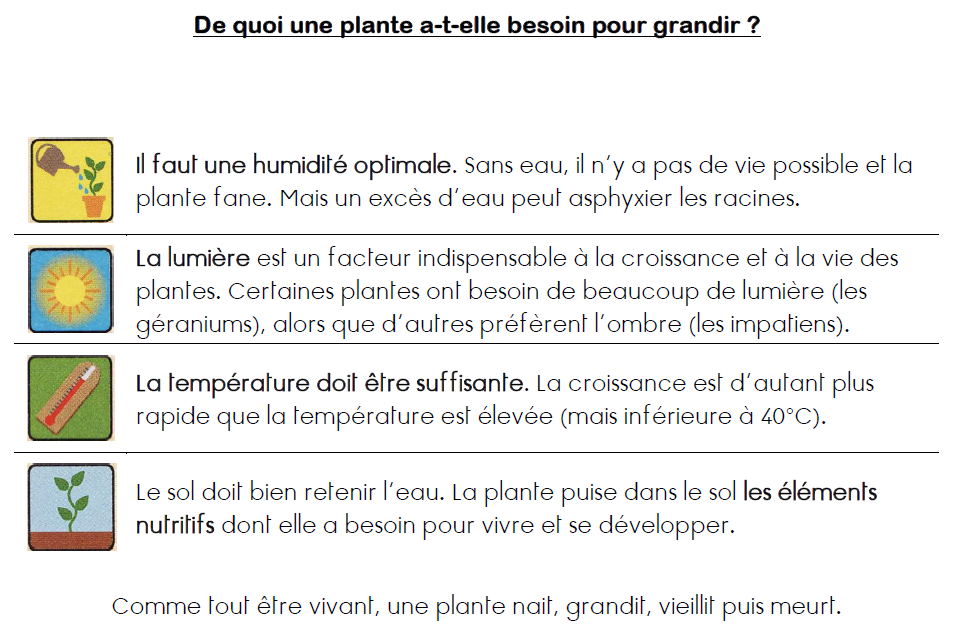 De quoi une plante a-t-elle besoin pour grandir ?
Il faut une humidité optimale. Sans eau, il n'y a pas de vie possible et la
plante fane. Mais un excès d'eau peut asphyxier les racines.
La lumière est un facteur indispensable à la croissance et à la vie des
plantes. Certaines plantes ont besoin de beaucoup de lumière (les
géraniums), alors que d'autres préfèrent l'ombre (les impatiens).
La température doit être suffisante. La croissance est d'autant plus
rapide que la température est élevée (mais inférieure à 40°C).
Le sol doit bien retenir l'eau. La plante puise dans le sol les éléments
nutritifs dont elle a besoin pour vivre et se développer.
Comme tout être vivant, une plante nait, grandit, vieillit puis meurt.